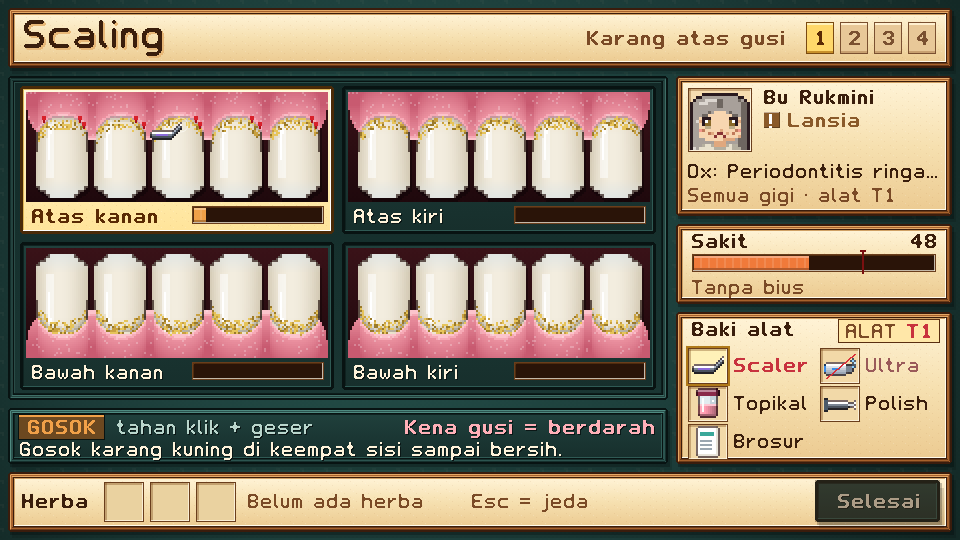 Scaling
Karang atas gusi 1 2 3 4
Atas kanan
Atas kiri
Bawah kanan
Bawah kiri
GOSOK tahan klik + geser Kena gusi = berdarah
Gosok karang kuning di keempat sisi sampai bersih.
Bu Rukmini
Lansia
Dx: Periodontitis ringa...
Semua gigi · alat T1
Sakit 48
Tanpa bius
Baki alat ALAT T1
Scaler Ultra
Topikal Polish
Brosur
Herba Belum ada herba Esc = jeda Selesai